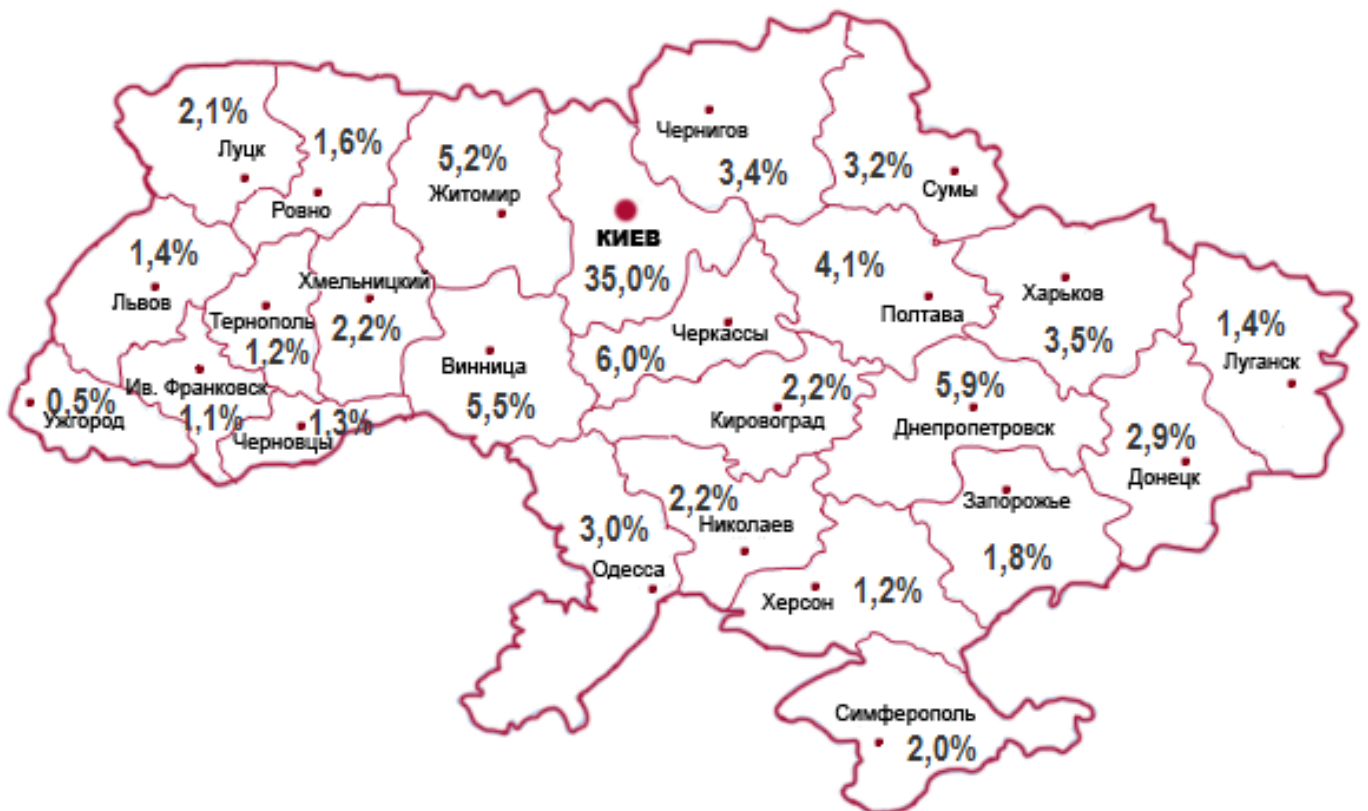 2,1%
Луцк
1,6%
Ровно
5,2%
Житомир
Чернигов
3,4%
3,2%
Сумы
КИЕВ
35,0%
1,4%
Львов
Тернополь
1,2%
Хмельницкий
2,2%
Винница
5,5%
Черкассы
6,0%
4,1%
Полтава
Харьков
3,5%
1,4%
Луганск
0,5%
Ужгород
Ив. Франковск
1,1%
1,3%
Черновцы
2,2%
Кировоград
5,9%
Днепропетровск
2,9%
Донецк
3,0%
Одесса
2,2%
Николаев
Запорожье
1,8%
Херсон
1,2%
Симферополь
2,0%